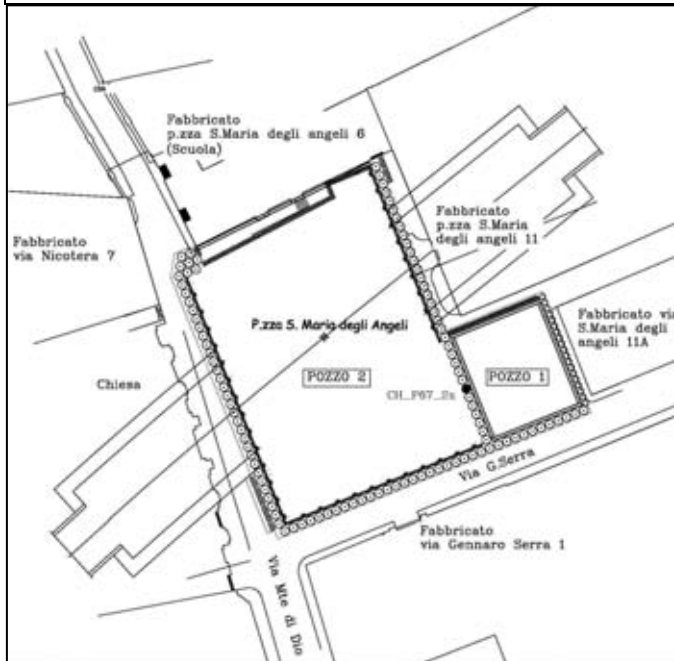 Fabbricato
p.zza S.Maria degli angeli 6
(Scuola)
Fabbricato
p.zza S.Maria
degli angeli 11
Fabbricato
via Nicotera 7
Fabbricato via
S.Maria degli
angeli 11A
P.zza S. Maria degli Angeli
POZZO 2
POZZO 1
Chiesa
CH_P67_2s
Via G.Serra
Fabbricato
via Gennaro Serra 1
Via Mte di Dio